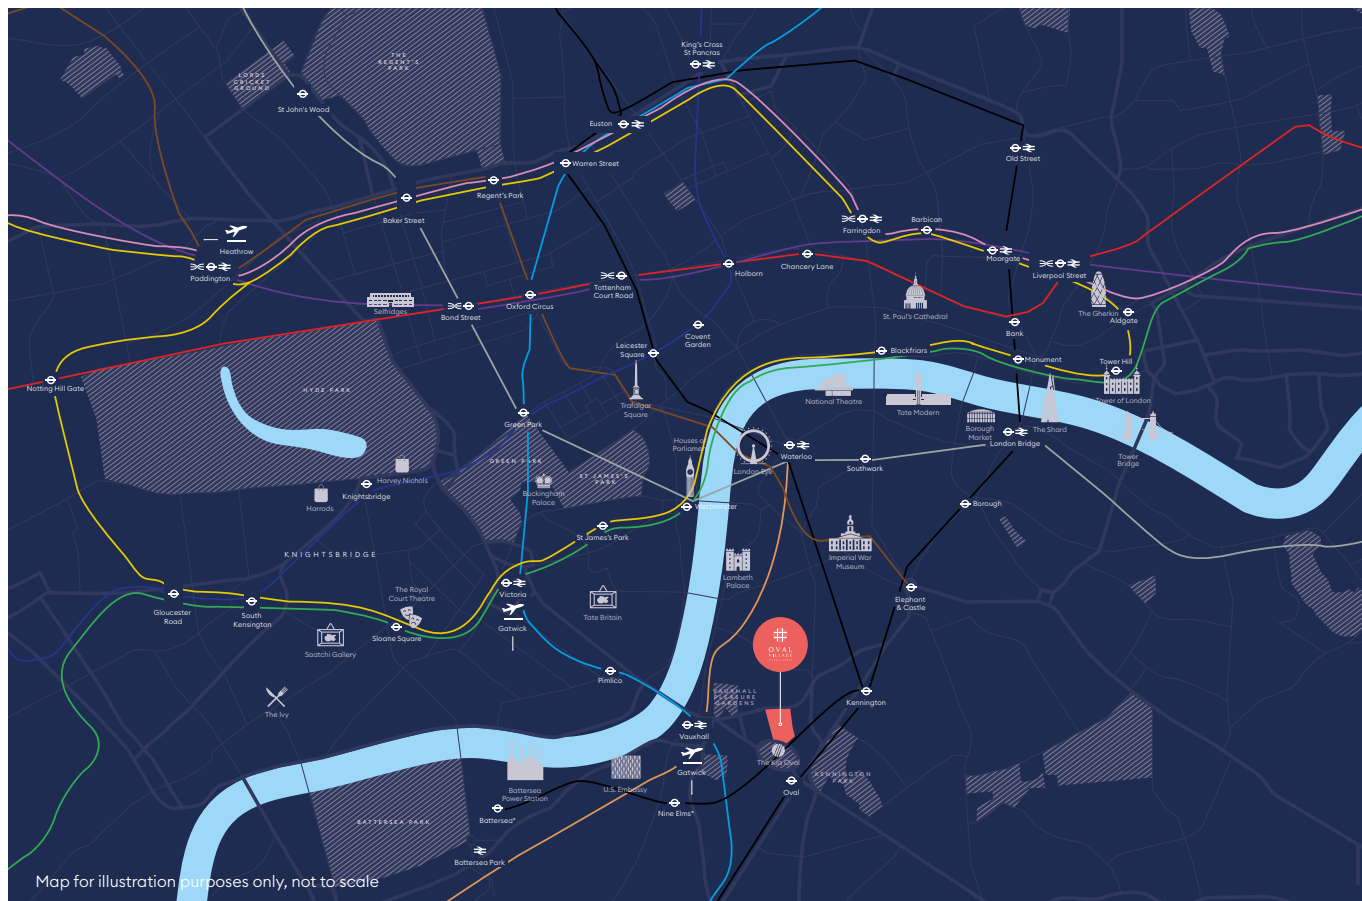 King's Cross
St Pancras
THE
REGENT'S
PARK
LORDS
CRICKET
GROUND
St John's Wood
Euston
Warren Street
Old Street
Regent's Park
Baker Street
Farringdon
Barbican
Heathrow
Paddington
Moorgate
Liverpool Street
Holborn
Chancery Lane
Tottenham
Court Road
Selfridges
Bond Street
Oxford Circus
St. Paul's Cathedral
The Gherkin
Aldgate
Bank
Covent
Garden
Leicester
Square
Blackfriars
Monument
Tower Hill
Notting Hill Gate
HYDE PARK
Trafalgar
Square
National Theatre
Tate Modern
Borough
Market
The Shard
Tower of London
London Bridge
Tower
Bridge
Green Park
Houses of
Parliament
London Eye
Waterloo
Southwark
GREEN PARK
ST JAMES'S
PARK
Harvey Nichols
Knightsbridge
Harrods
Buckingham
Palace
Westminster
Borough
St James's Park
KNIGHTSBRIDGE
Imperial War
Museum
Lambeth
Palace
Victoria
Gatwick
Tate Britain
Elephant
& Castle
Gloucester
Road
South
Kensington
The Royal
Court Theatre
Sloane Square
Saatchi Gallery
OVAL
VILLAGE
Pimlico
The Ivy
VAUXHALL
PLEASURE
GARDENS
Kennington
Vauxhall
Gatwick
The Kia Oval
KENNINGTON
PARK
Oval
Battersea
Power Station
U.S. Embassy
Nine Elms*
Battersea*
BATTERSEA PARK
Battersea Park
Map for illustration purposes only, not to scale